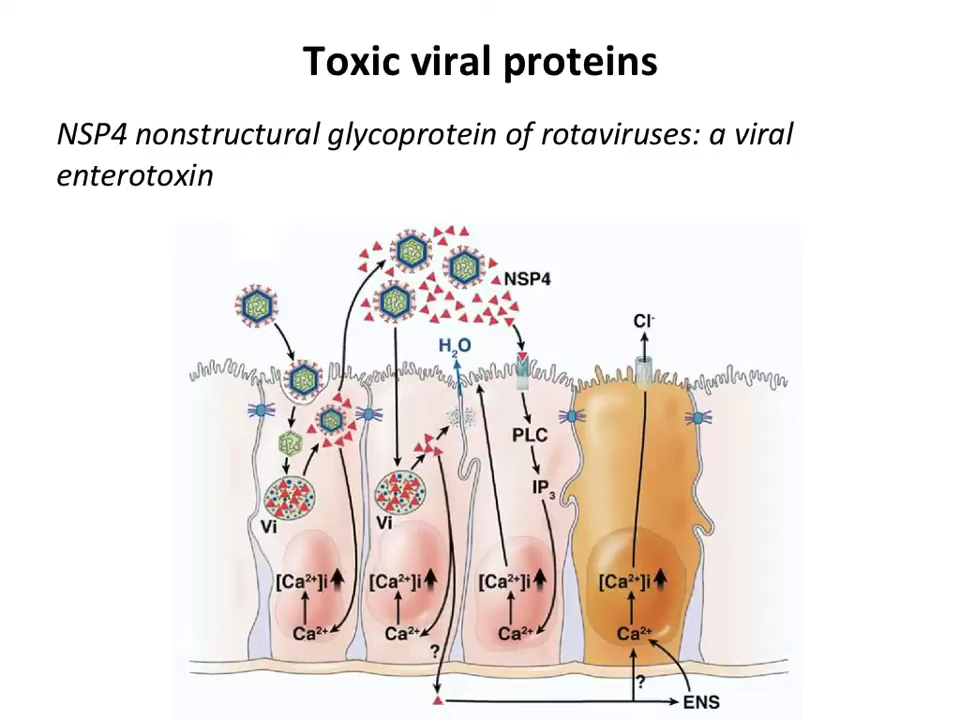 Toxic viral proteins
NSP4 nonstructural glycoprotein of rotaviruses: a viral
enterotoxin
NSP4
Cl-
H2O
PLC
IP3
Vi
Vi
[Ca2+]i
[Ca2+]i
[Ca2+]i
[Ca2+]i
Ca2+
Ca2+
Ca2+
Ca2+
?
?
ENS